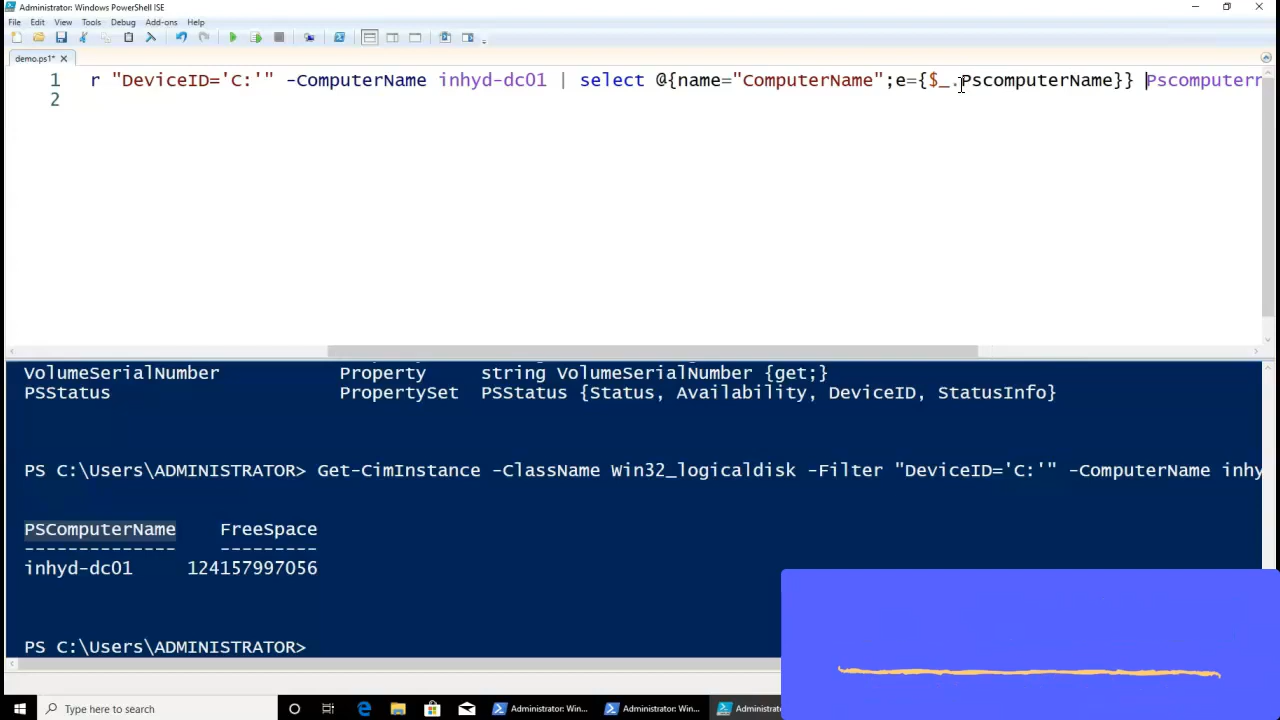 Administrator: Windows PowerShell ISE
File Edit View Tools Debug Add-ons Help
demo.ps1*
1 r "DeviceID='C:'" -ComputerName inhyd-dc01 | select @{name="ComputerName";e={$_.PscomputerName}} Pscomputer
2
VolumeSerialNumber Property string VolumeSerialNumber {get;}
PSStatus PropertySet PSStatus {Status, Availability, DeviceID, StatusInfo}
PS C:\Users\ADMINISTRATOR> Get-CimInstance -ClassName Win32_logicaldisk -Filter "DeviceID='C:'" -ComputerName inhy
PSComputerName FreeSpace
-------------- ---------
inhyd-dc01 124157997056
PS C:\Users\ADMINISTRATOR>
Type here to search
Administrator: Win...
Administrator: Win...
Administrato